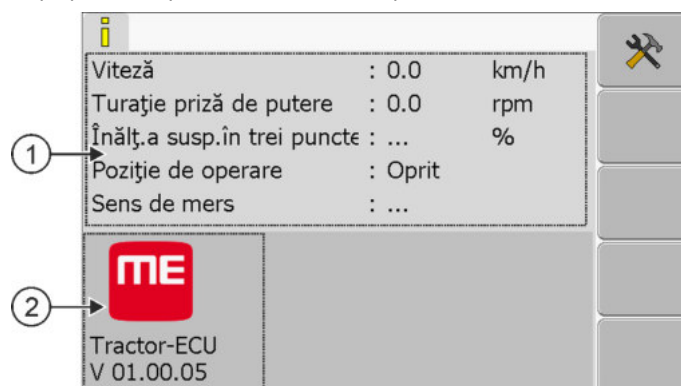 Viteză : 0.0 km/h
Turaţie priză de putere : 0.0 rpm
Înălţ.a susp.în trei puncte : ... %
Poziţie de operare : Oprit
Sens de mers : ...
1
2
ME
Tractor-ECU
V 01.00.05